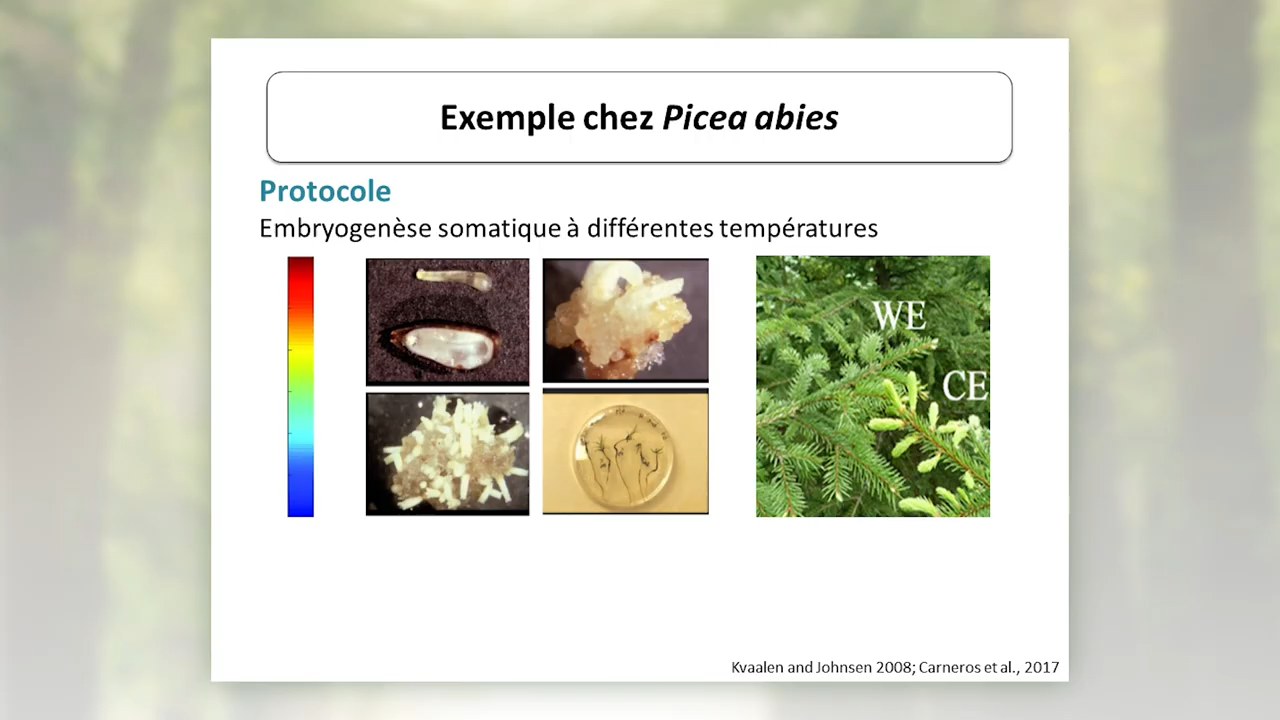 Exemple chez Picea abies
Protocole
Embryogenèse somatique à différentes températures
WE
CE
Kvaalen and Johnsen 2008; Carneros et al., 2017